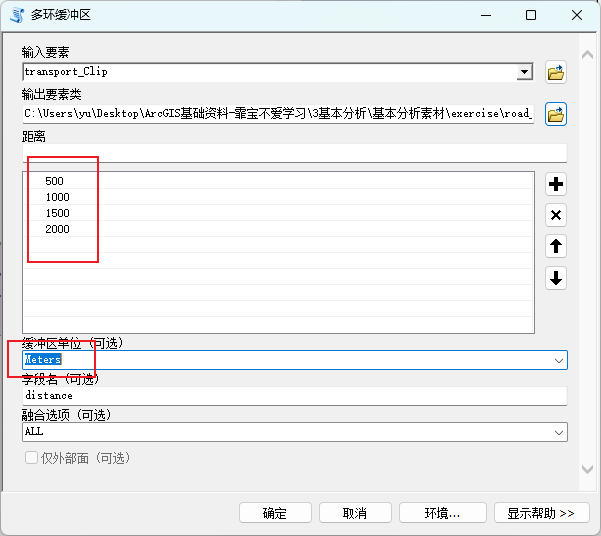 多环缓冲区
输入要素
transport_Clip
输出要素类
C:\Users\yu\Desktop\ArcGIS基础资料-霏宝不爱学习\3基本分析\基本分析素材\exercise\road_
距离
500
1000
1500
2000
缓冲区单位（可选）
Meters
字段名（可选）
distance
融合选项（可选）
ALL
仅外部面（可选）
确定
取消
环境...
显示帮助 >>